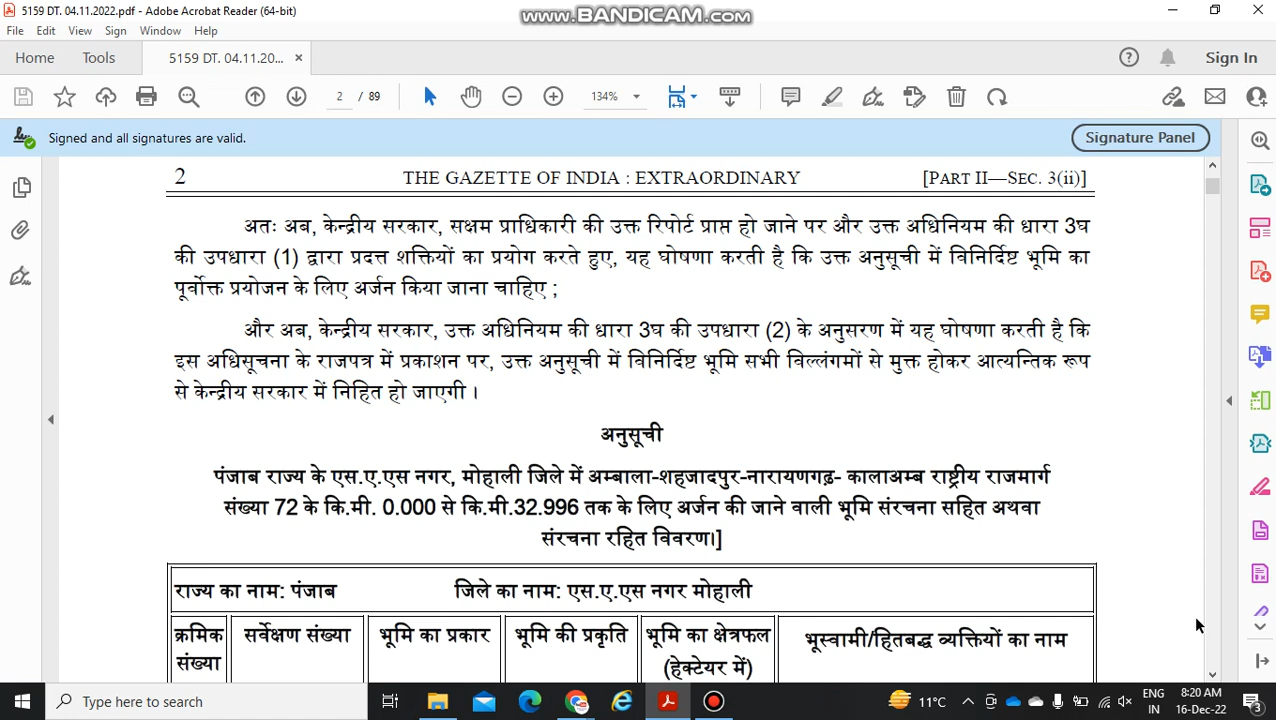 5159 DT. 04.11.2022.pdf - Adobe Acrobat Reader (64-bit)
www.BANDICAM.com
File Edit View Sign Window Help
Home Tools 5159 DT. 04.11.20... × Sign In
2 / 89 134%
Signed and all signatures are valid. Signature Panel
2 THE GAZETTE OF INDIA : EXTRAORDINARY [PART II—SEC. 3(ii)]
अतः अब, केन्द्रीय सरकार, सक्षम प्राधिकारी की उक्त रिपोर्ट प्राप्त हो जाने पर और उक्त अधिनियम की धारा 3घ
की उपधारा (1) द्वारा प्रदत्त शक्तियों का प्रयोग करते हुए, यह घोषणा करती है कि उक्त अनुसूची में विनिर्दिष्ट भूमि का
पूर्वोक्त प्रयोजन के लिए अर्जन किया जाना चाहिए ;
और अब, केन्द्रीय सरकार, उक्त अधिनियम की धारा 3घ की उपधारा (2) के अनुसरण में यह घोषणा करती है कि
इस अधिसूचना के राजपत्र में प्रकाशन पर, उक्त अनुसूची में विनिर्दिष्ट भूमि सभी विल्लंगमों से मुक्त होकर आत्यन्तिक रूप
से केन्द्रीय सरकार में निहित हो जाएगी ।
अनुसूची
पंजाब राज्य के एस.ए.एस नगर, मोहाली जिले में अम्बाला-शहजादपुर-नारायणगढ़- कालाअम्ब राष्ट्रीय राजमार्ग
संख्या 72 के कि.मी. 0.000 से कि.मी.32.996 तक के लिए अर्जन की जाने वाली भूमि संरचना सहित अथवा
संरचना रहित विवरण।]
राज्य का नाम: पंजाब जिले का नाम: एस.ए.एस नगर मोहाली
क्रमिक सर्वेक्षण संख्या भूमि का प्रकार भूमि की प्रकृति भूमि का क्षेत्रफल भूस्वामी/हितबद्ध व्यक्तियों का नाम
संख्या (हेक्टेयर में)
Type here to search 11°C ENG 8:20 AM
IN 16-Dec-22 3